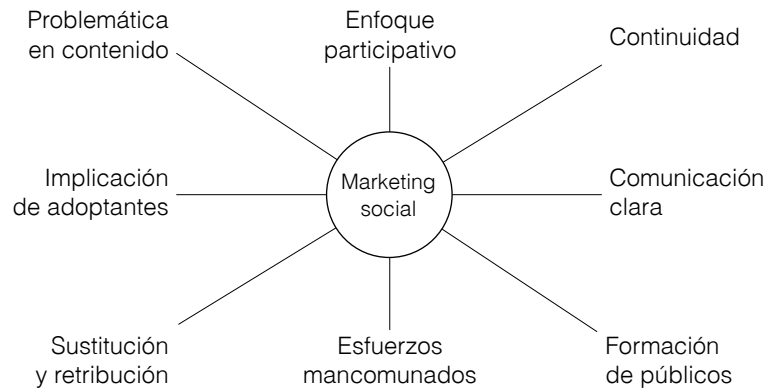 Problemática
en contenido
Enfoque
participativo
Continuidad
Implicación
de adoptantes
Marketing
social
Comunicación
clara
Sustitución
y retribución
Esfuerzos
mancomunados
Formación
de públicos